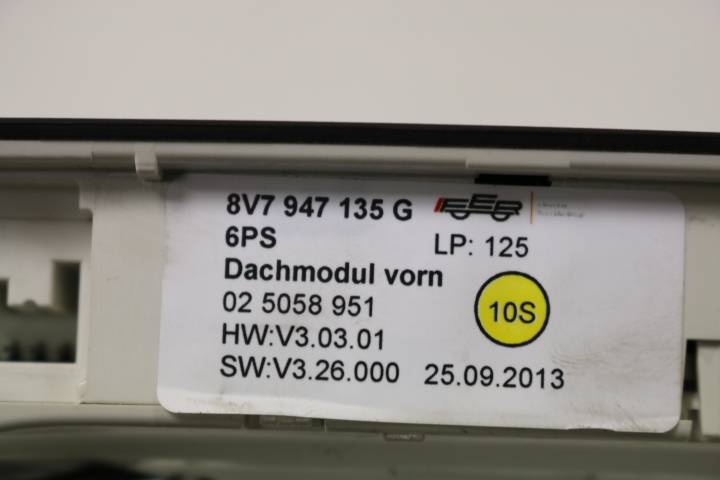 8V7 947 135 G EER
6PS LP: 125
Dachmodul vorn
02 5058 951 10S
HW:V3.03.01
SW:V3.26.000 25.09.2013